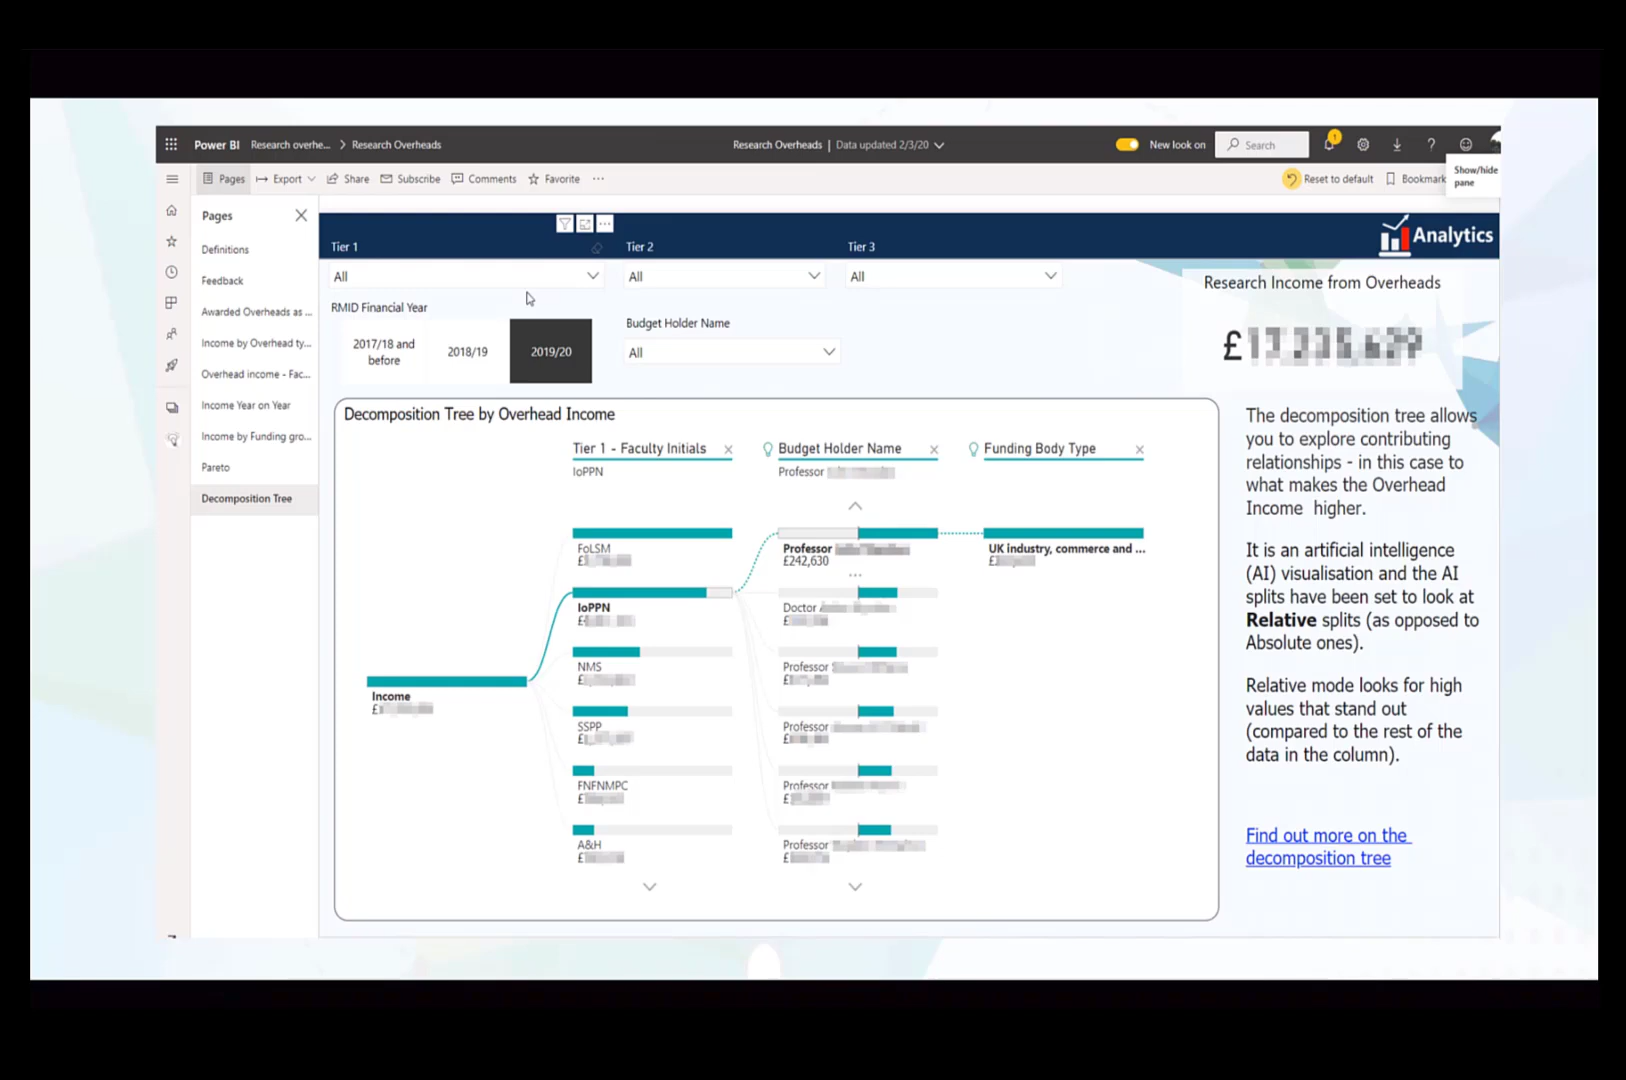 Power BI Research overhe... > Research Overheads
Research Overheads | Data updated 2/3/20
New look on
Search
1
?
Pages
Export
Share
Subscribe
Comments
Favorite
...
Reset to default
Bookmark
Show/hide
pane
Pages
Definitions
Feedback
Awarded Overheads as ...
Income by Overhead ty...
Overhead income - Fac...
Income Year on Year
Income by Funding gro...
Pareto
Decomposition Tree
Tier 1
All
Tier 2
All
Tier 3
All
Analytics
RMID Financial Year
2017/18 and
before
2018/19
2019/20
Budget Holder Name
All
Research Income from Overheads
£
Decomposition Tree by Overhead Income
Tier 1 - Faculty Initials
IoPPN
Budget Holder Name
Professor
Funding Body Type
Income
£
FoLSM
£
IoPPN
£
NMS
£
SSPP
£
FNFNMPC
£
A&H
£
Professor
£242,630
...
Doctor
£
Professor
£
Professor
£
Professor
£
Professor
£
UK industry, commerce and ...
£
The decomposition tree allows
you to explore contributing
relationships - in this case to
what makes the Overhead
Income higher.
It is an artificial intelligence
(AI) visualisation and the AI
splits have been set to look at
Relative splits (as opposed to
Absolute ones).
Relative mode looks for high
values that stand out
(compared to the rest of the
data in the column).
Find out more on the
decomposition tree